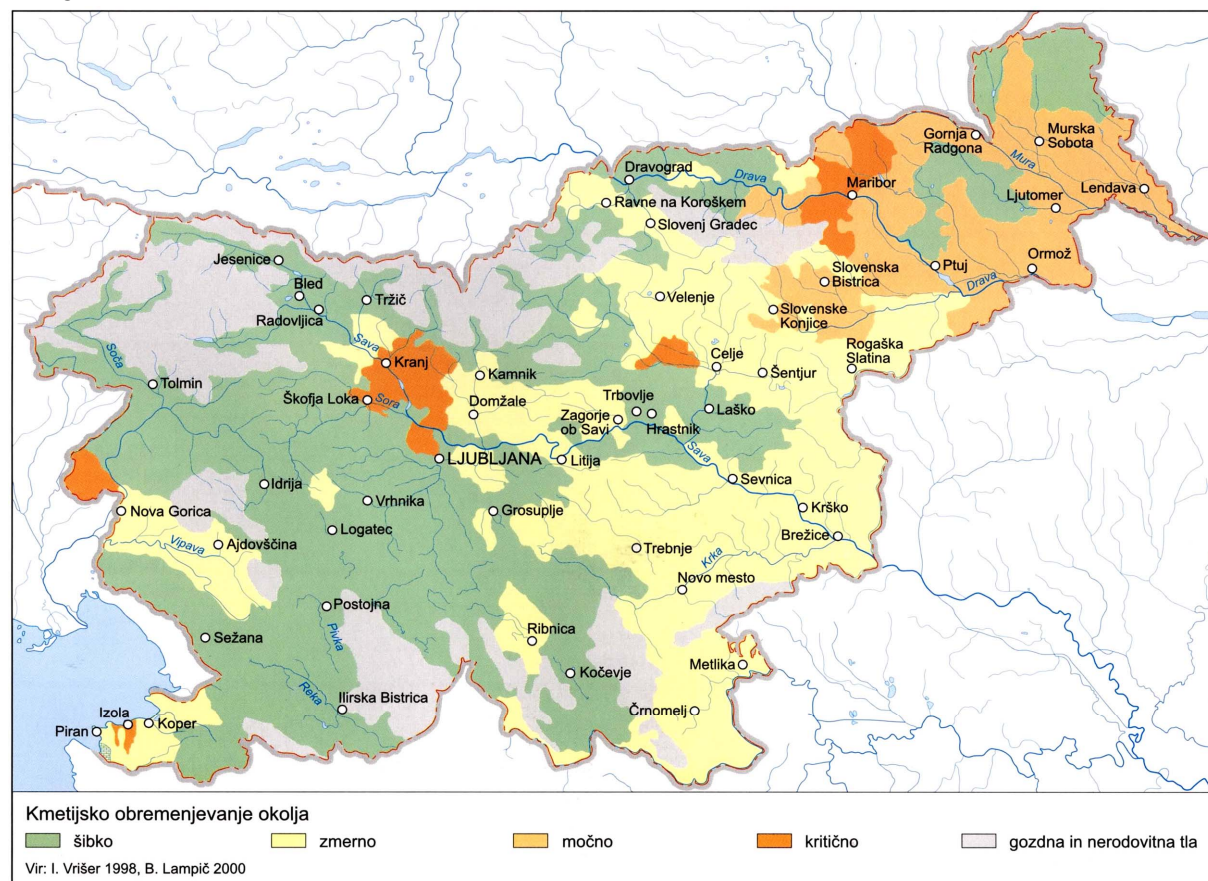 Gornja
Radgona
Murska
Sobota
Mura
Dravograd
Drava
Maribor
Lendava
Ljutomer
Ravne na Koroškem
Slovenj Gradec
Jesenice
Ptuj
Ormož
Bled
Tržič
Velenje
Slovenska
Bistrica
Drava
Radovljica
Slovenske
Konjice
Soča
Sava
Kranj
Celje
Rogaška
Slatina
Tolmin
Kamnik
Šentjur
Škofja Loka
Sora
Domžale
Trbovlje
Laško
Zagorje
ob Savi
Hrastnik
Sava
LJUBLJANA
Litija
Sevnica
Idrija
Vrhnika
Nova Gorica
Grosuplje
Krško
Logatec
Brežice
Vipava
Ajdovščina
Trebnje
Krka
Novo mesto
Postojna
Pivka
Ribnica
Sežana
Metlika
Kočevje
Reka
Ilirska Bistrica
Črnomelj
Izola
Koper
Piran
Kmetijsko obremenjevanje okolja
šibko
zmerno
močno
kritično
gozdna in nerodovitna tla
Vir: I. Vrišer 1998, B. Lampič 2000